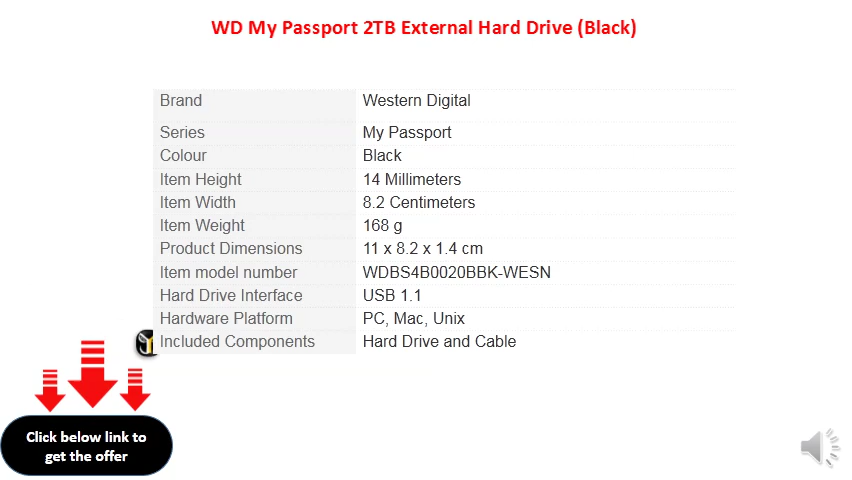 WD My Passport 2TB External Hard Drive (Black)
Brand Western Digital
Series My Passport
Colour Black
Item Height 14 Millimeters
Item Width 8.2 Centimeters
Item Weight 168 g
Product Dimensions 11 x 8.2 x 1.4 cm
Item model number WDBS4B0020BBK-WESN
Hard Drive Interface USB 1.1
Hardware Platform PC, Mac, Unix
Included Components Hard Drive and Cable
Click below link to
get the offer